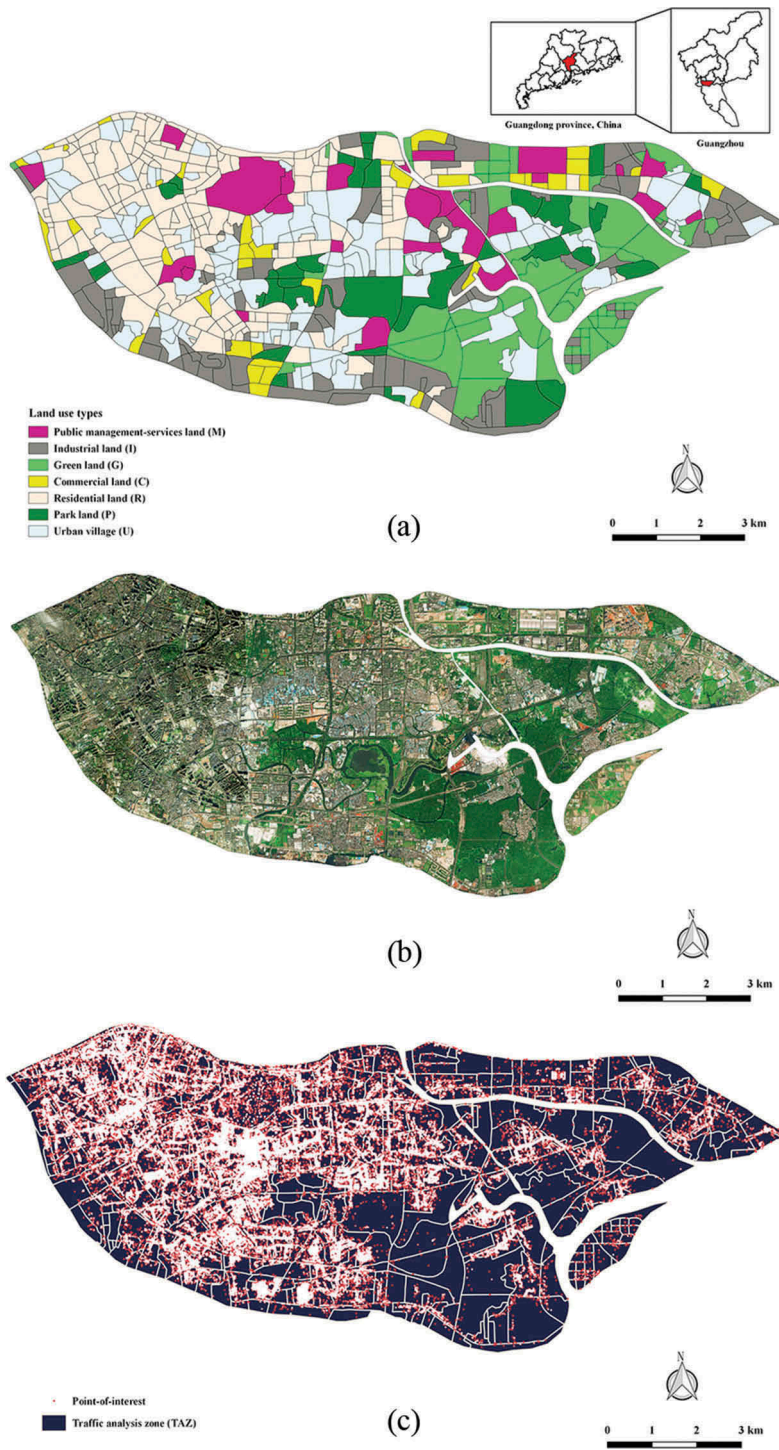 Guangdong province, China
Guangzhou
Land use types
Public management-services land (M)
Industrial land (I)
Green land (G)
Commercial land (C)
Residential land (R)
Park land (P)
Urban village (U)
N
0 1 2 3 km
(a)
N
0 1 2 3 km
(b)
N
0 1 2 3 km
Point-of-interest
Traffic analysis zone (TAZ)
(c)